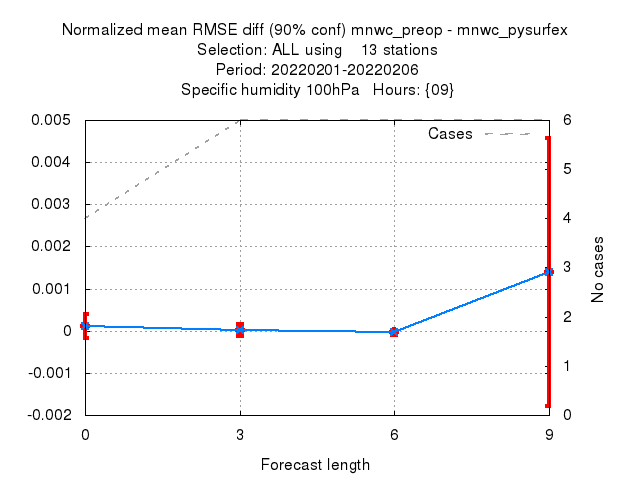 Normalized mean RMSE diff (90% conf) mnwc_preop - mnwc_pysurfex
Selection: ALL using    13 stations
Period: 20220201-20220206
Specific humidity 100hPa   Hours: {09}
0.005
0.004
0.003
0.002
0.001
0
-0.001
-0.002
Cases
6
5
4
3
2
1
0
No cases
0 3 6 9
Forecast length